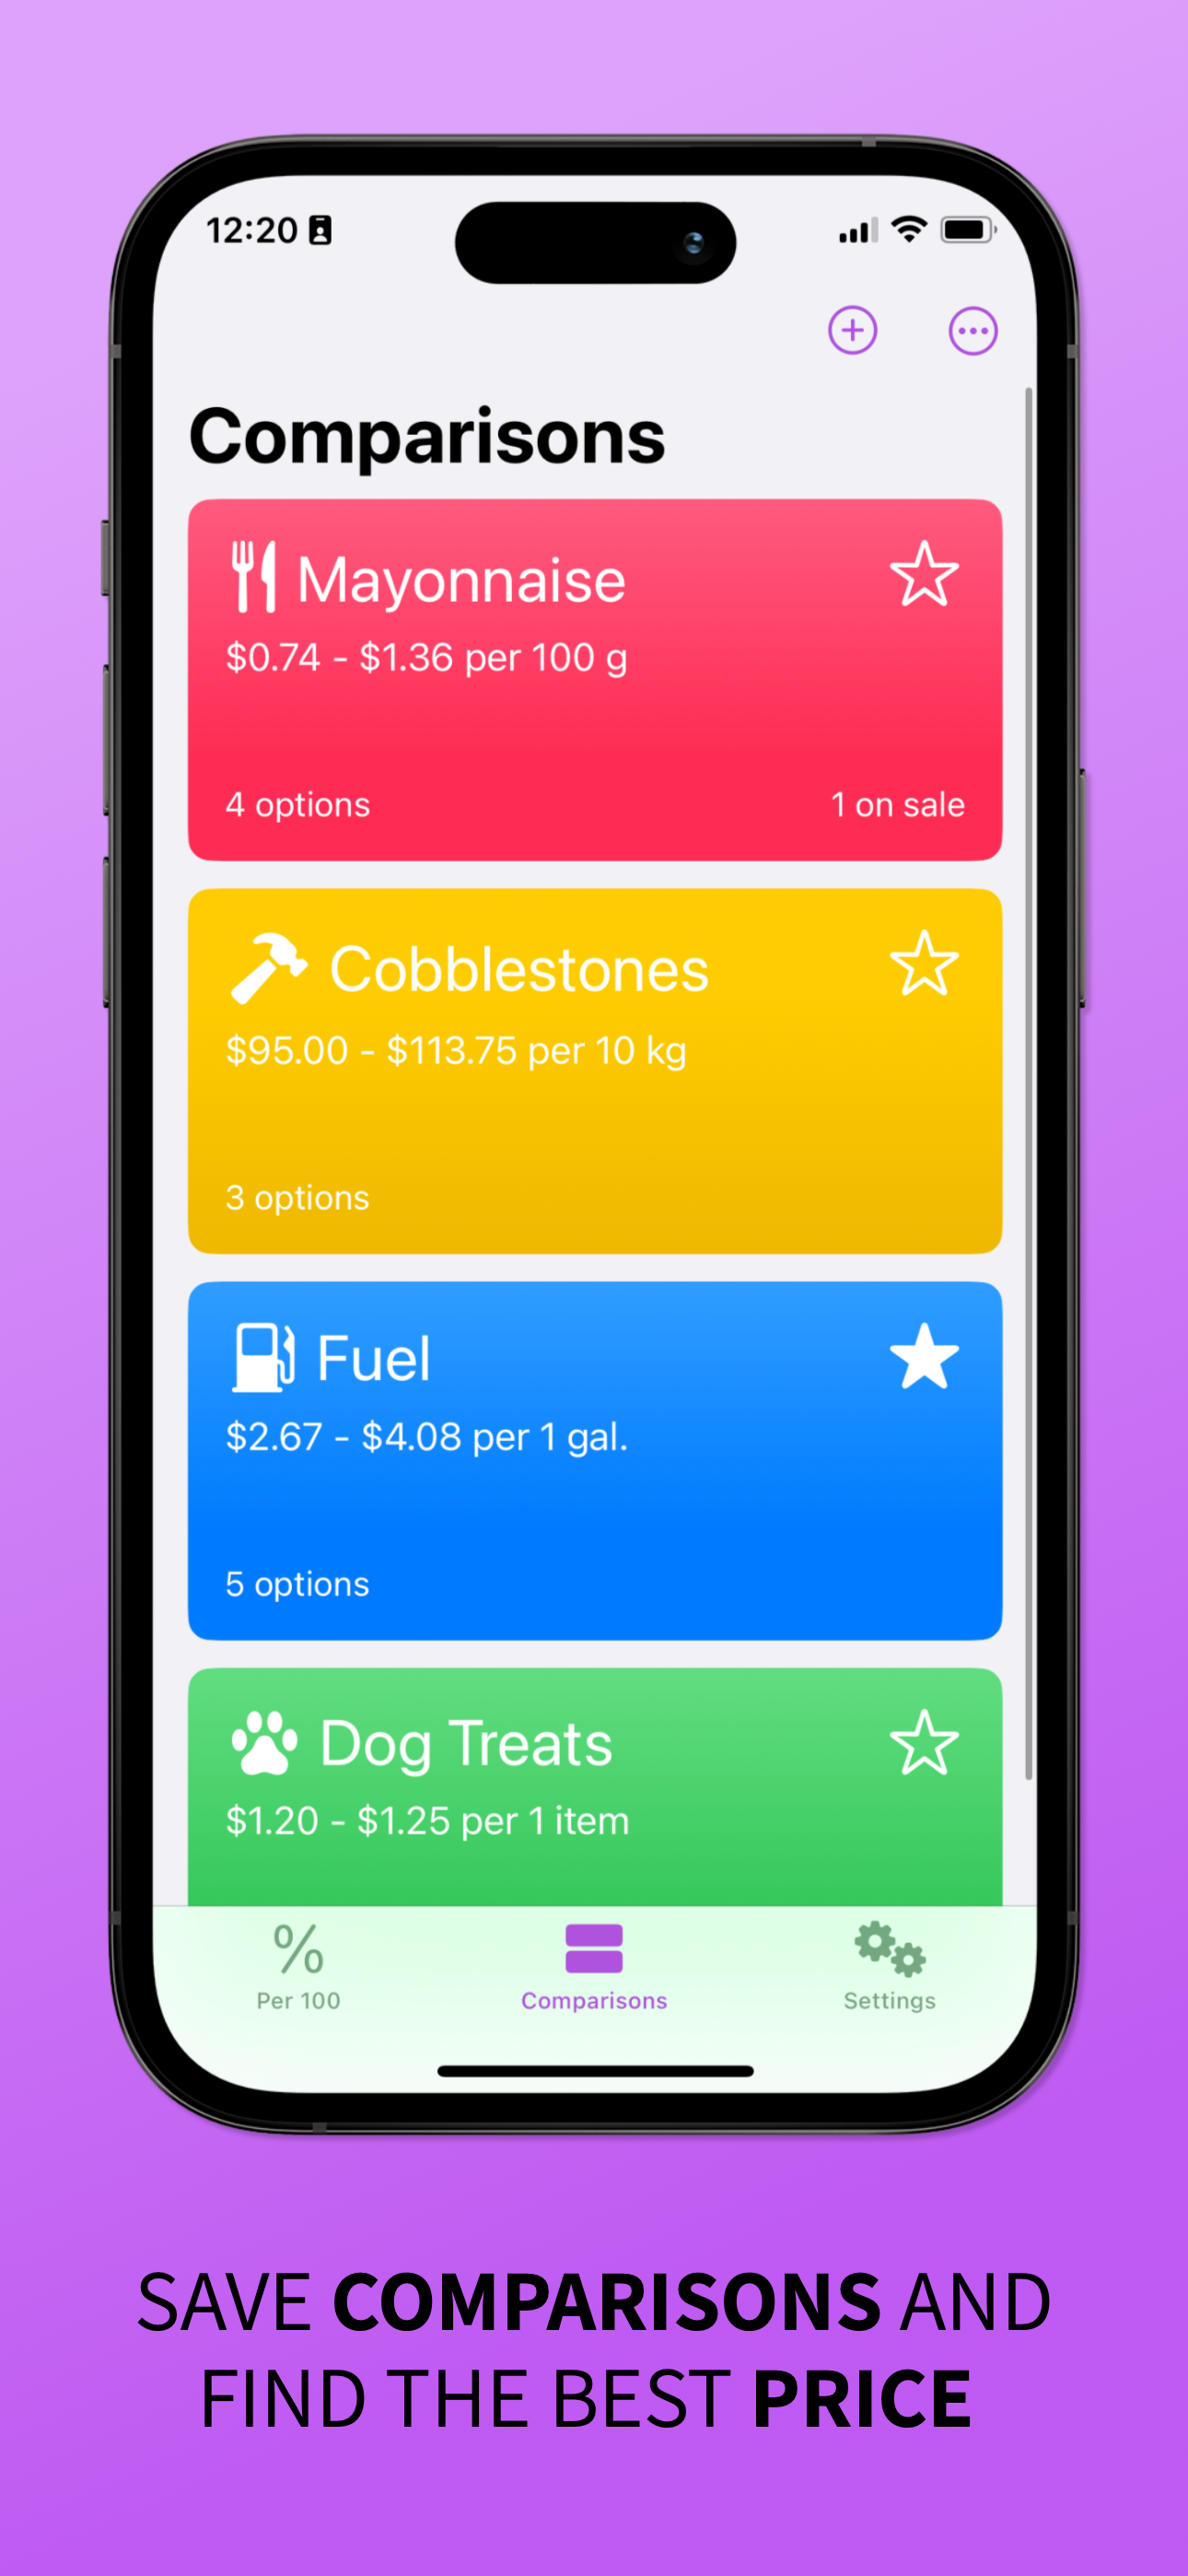 12:20
Comparisons
Mayonnaise
$0.74 - $1.36 per 100 g
4 options
1 on sale
Cobblestones
$95.00 - $113.75 per 10 kg
3 options
Fuel
$2.67 - $4.08 per 1 gal.
5 options
Dog Treats
$1.20 - $1.25 per 1 item
%
Per 100
Comparisons
Settings
SAVE COMPARISONS AND
FIND THE BEST PRICE